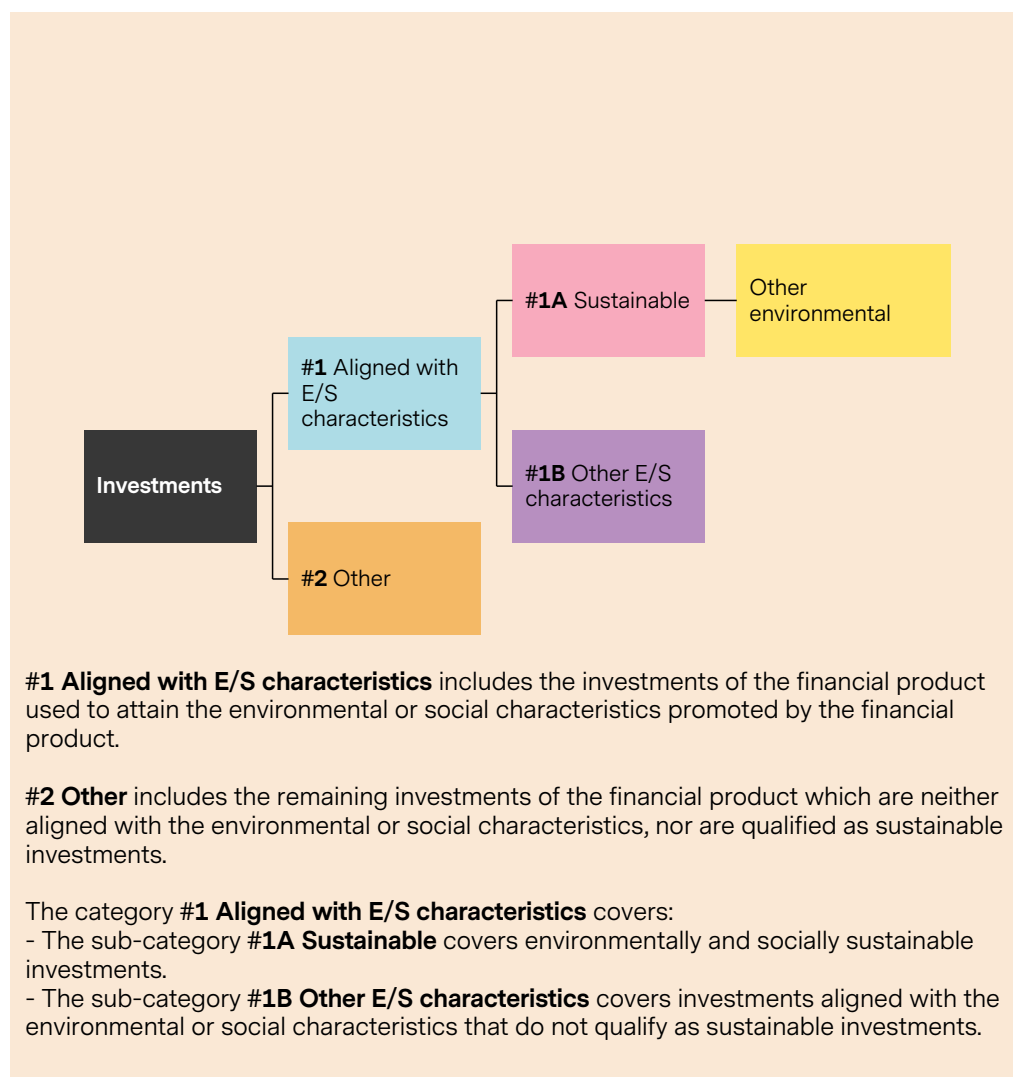 #1A Sustainable
Other
environmental
#1 Aligned with
E/S
characteristics
Investments
#1B Other E/S
characteristics
#2 Other
#1 Aligned with E/S characteristics includes the investments of the financial product
used to attain the environmental or social characteristics promoted by the financial
product.
#2 Other includes the remaining investments of the financial product which are neither
aligned with the environmental or social characteristics, nor are qualified as sustainable
investments.
The category #1 Aligned with E/S characteristics covers:
- The sub-category #1A Sustainable covers environmentally and socially sustainable
investments.
- The sub-category #1B Other E/S characteristics covers investments aligned with the
environmental or social characteristics that do not qualify as sustainable investments.